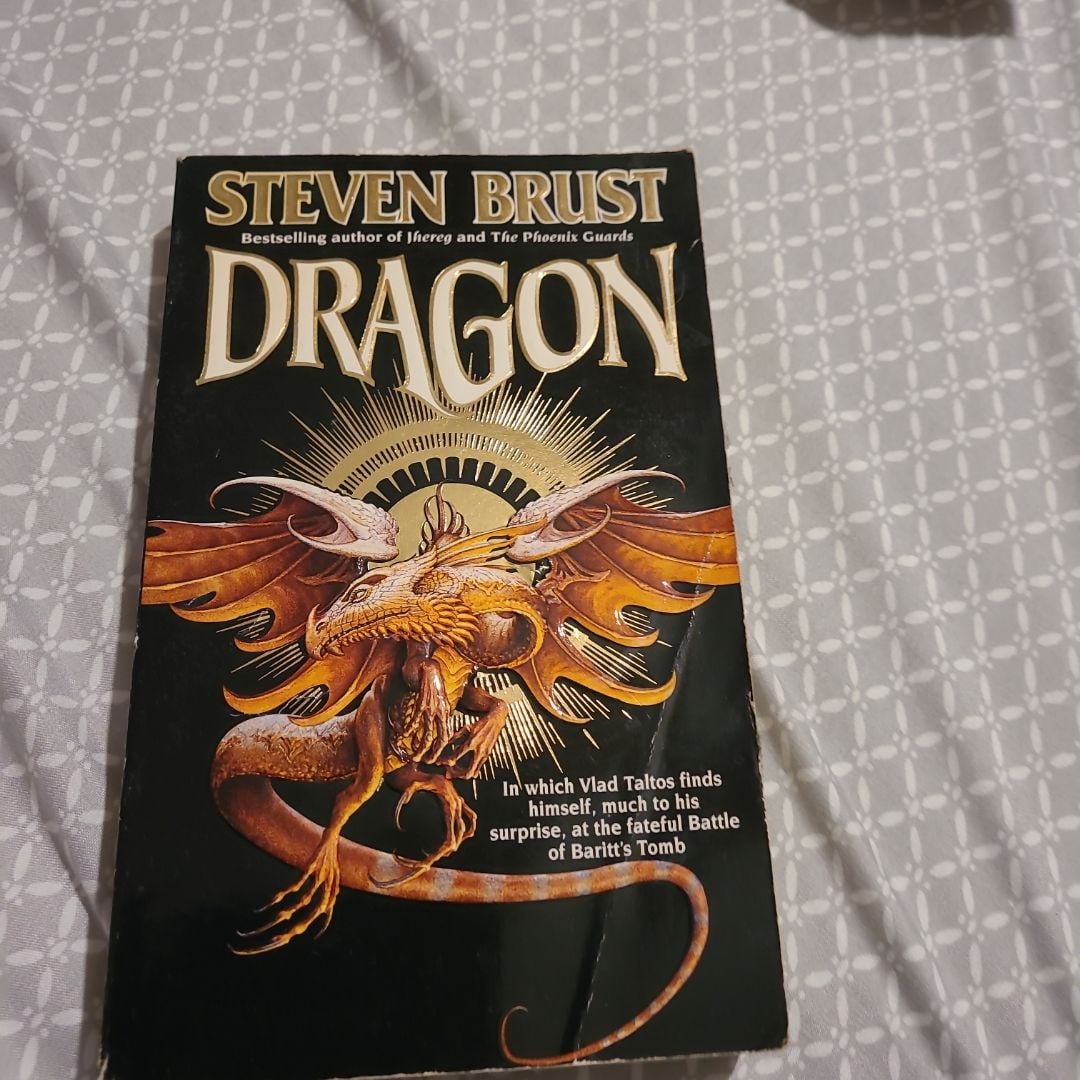 STEVEN BRUST
Bestselling author of Jhereg and The Phoenix Guards
DRAGON
In which Vlad Taltos finds
himself, much to his
surprise, at the fateful Battle
of Baritt's Tomb